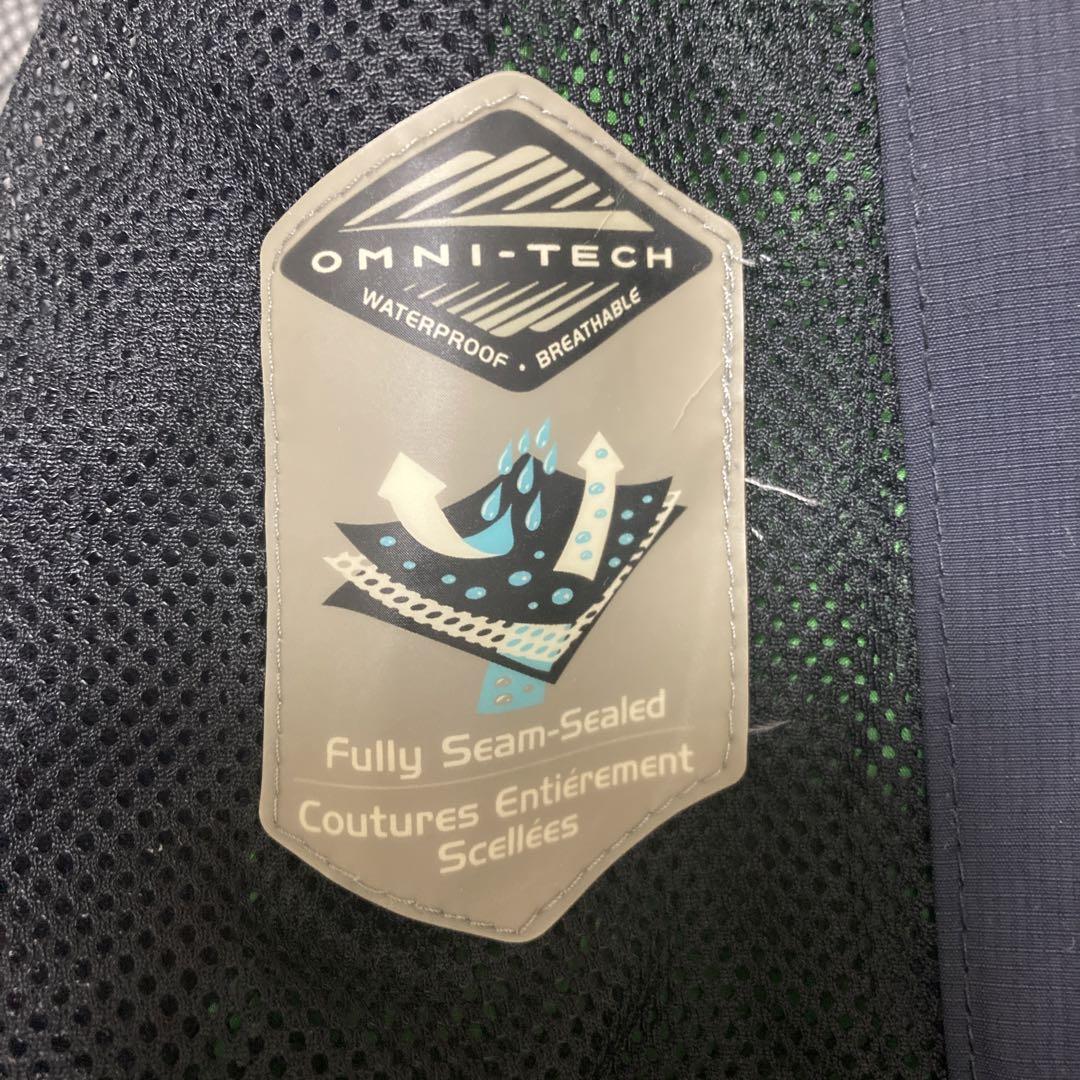 OMNI-TECH
WATERPROOF · BREATHABLE
Fully Seam-Sealed
Coutures Entiérement
Scellées